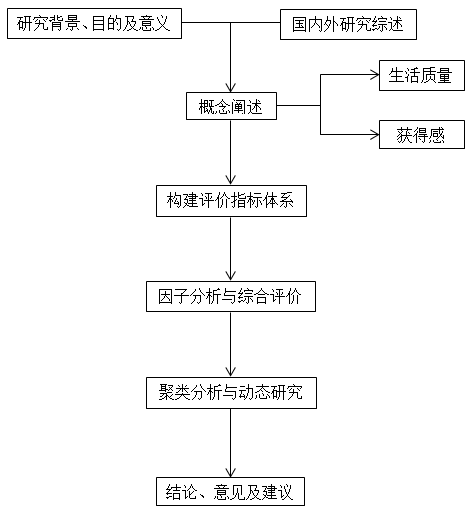 研究背景、目的及意义
国内外研究综述
生活质量
概念阐述
获得感
构建评价指标体系
因子分析与综合评价
聚类分析与动态研究
结论、意见及建议